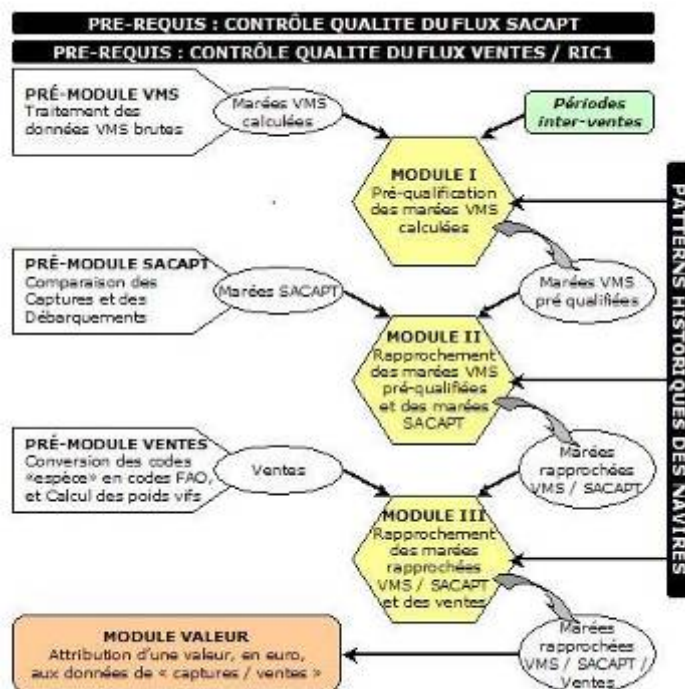 PRE-REQUIS : CONTRÔLE QUALITE DU FLUX SACAPT
PRE-REQUIS : CONTRÔLE QUALITE DU FLUX VENTES / RIC1
PRÉ-MODULE VMS
Traitement des
données VMS brutes
Marées VMS
calculées
Périodes
inter-ventes
MODULE I
Pré-qualification
des marées VMS
calculées
PRÉ-MODULE SACAPT
Comparaison des
Captures et des
Débarquements
Marées SACAPT
Marées VMS
pré qualifiées
MODULE II
Rapprochement
des marées VMS
pré-qualifiées
et des marées
SACAPT
PRÉ-MODULE VENTES
Conversion des codes
«espèce» en codes FAO,
et Calcul des poids vifs
Ventes
Marées
rapprochées
VMS / SACAPT
MODULE III
Rapprochement
des marées
rapprochées
VMS / SACAPT
et des ventes
MODULE VALEUR
Attribution d'une valeur, en euro,
aux données de « captures / ventes »
Marées
rapprochées
VMS / SACAPT /
Ventes
PATTERNS HISTORIQUES DES NAVIRES